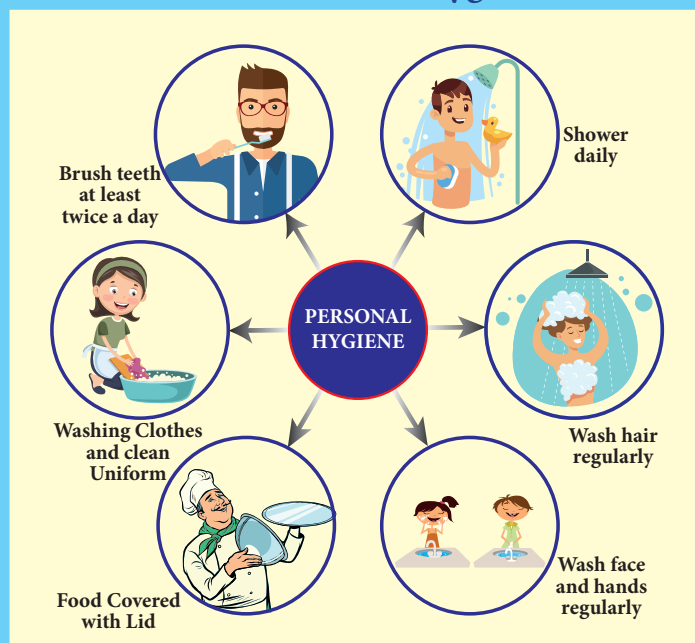 Brush teeth
at least
twice a day
Shower
daily
PERSONAL
HYGIENE
Washing Clothes
and clean
Uniform
Wash hair
regularly
Food Covered
with Lid
Wash face
and hands
regularly